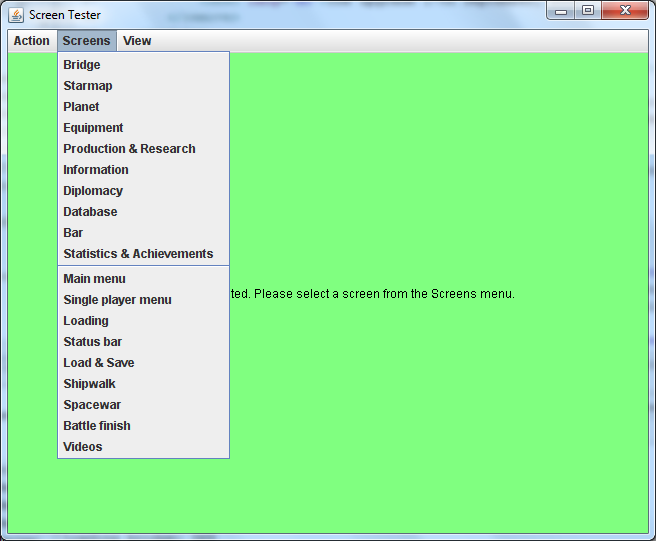 Screen Tester
Action Screens View
Bridge
Starmap
Planet
Equipment
Production & Research
Information
Diplomacy
Database
Bar
Statistics & Achievements
Main menu
Single player menu
Loading
Status bar
Load & Save
Shipwalk
Spacewar
Battle finish
Videos
ted. Please select a screen from the Screens menu.